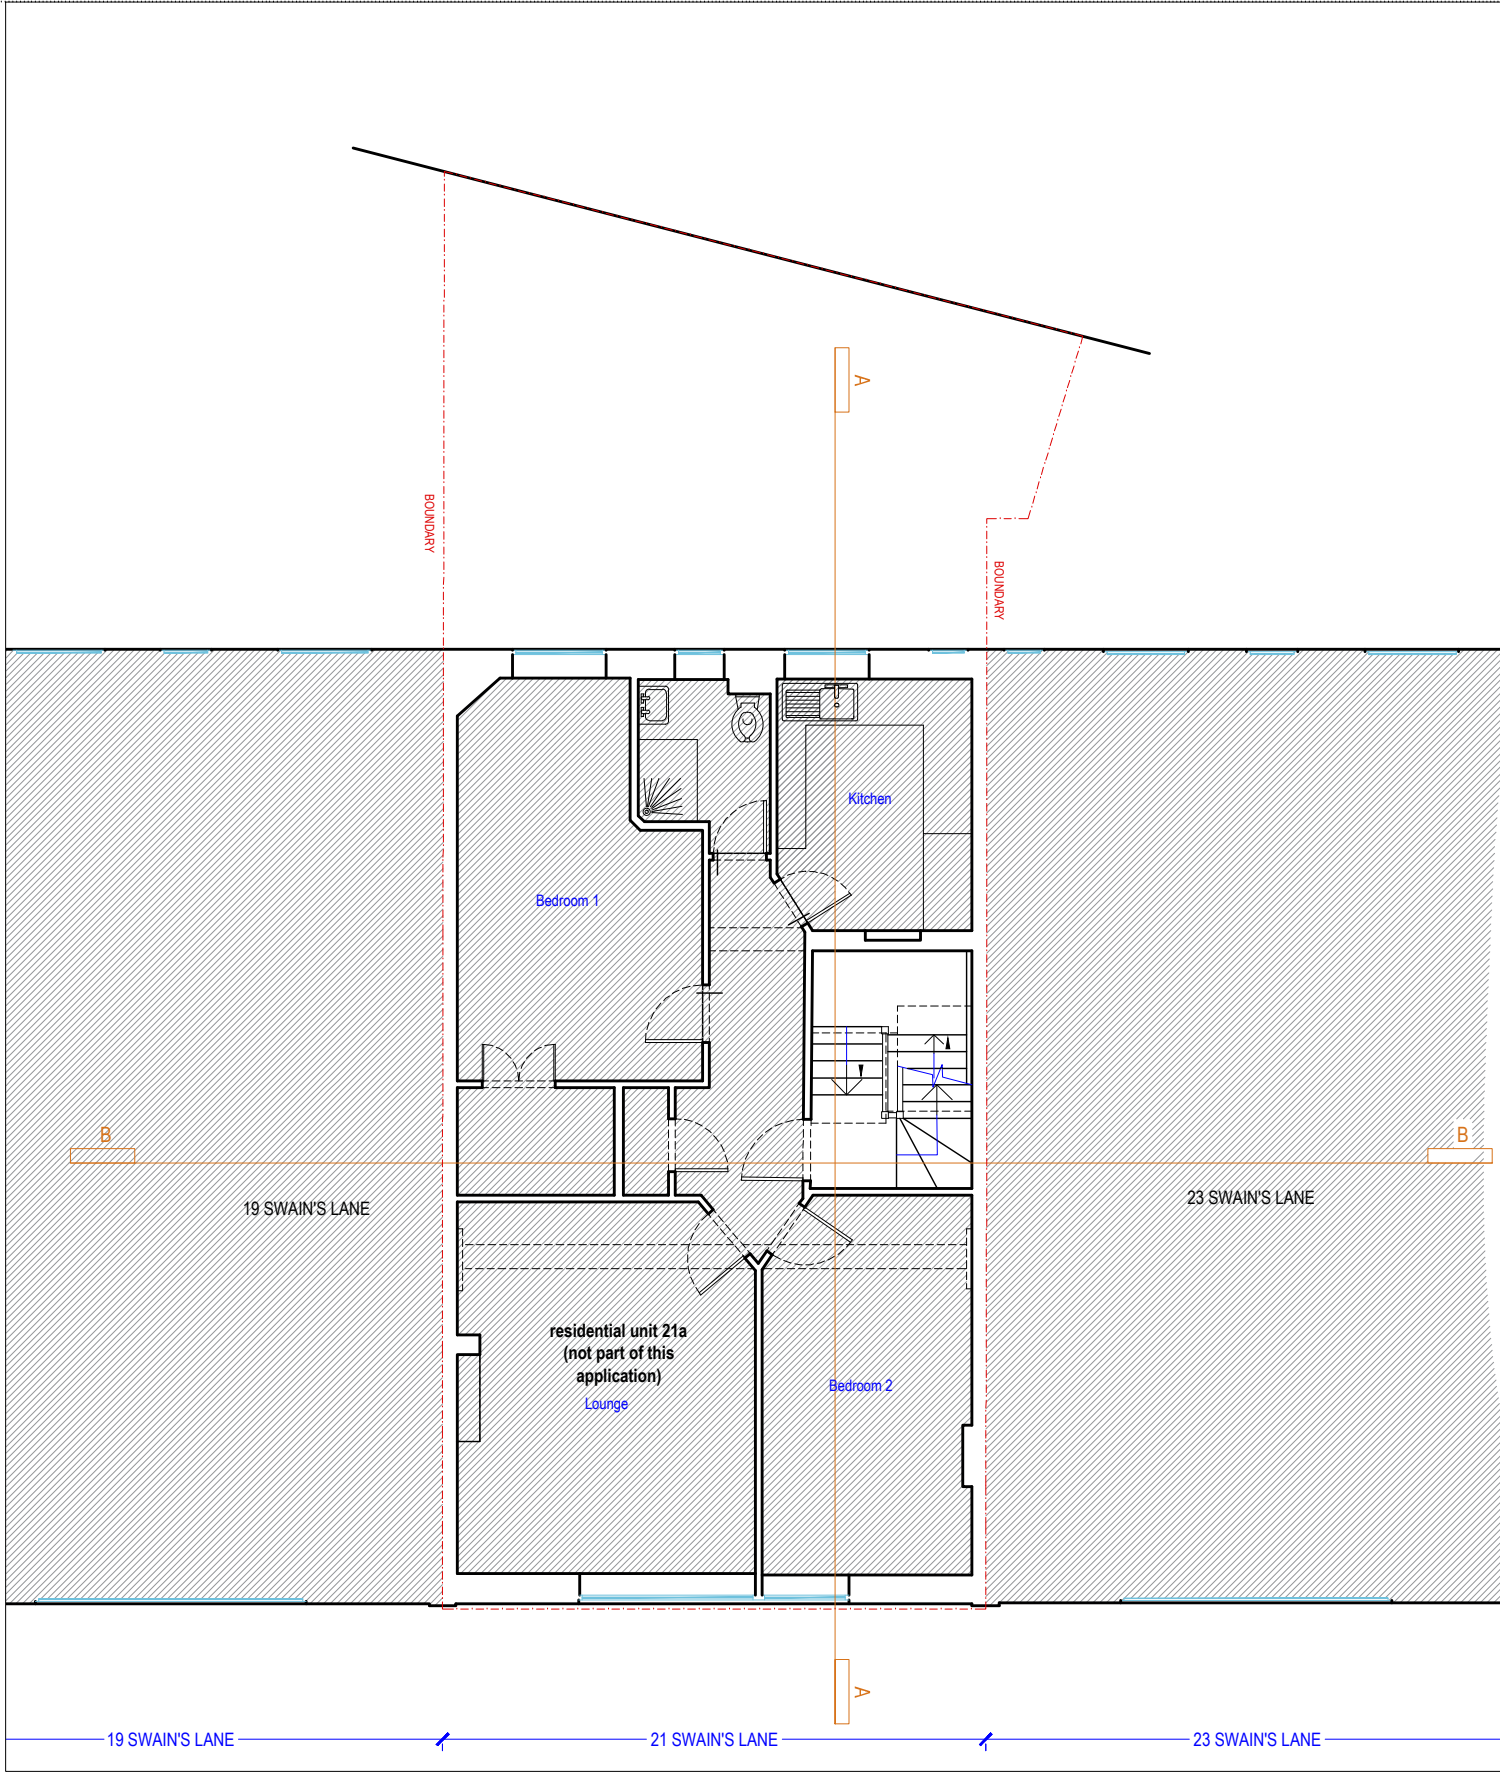 A
BOUNDARY
BOUNDARY
Kitchen
Bedroom 1
B
B
19 SWAIN'S LANE
23 SWAIN'S LANE
residential unit 21a
(not part of this
application)
Lounge
Bedroom 2
A
19 SWAIN'S LANE
21 SWAIN'S LANE
23 SWAIN'S LANE